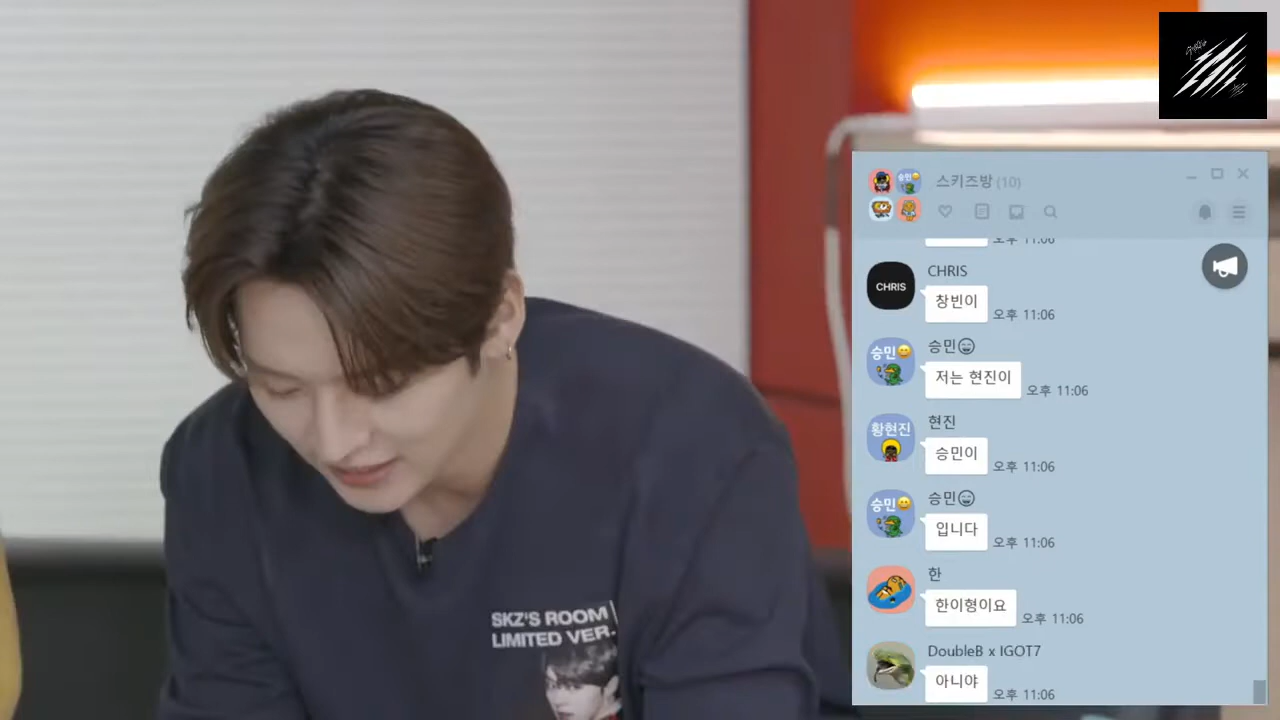 스키즈방 (10)
오후 11:06
CHRIS
CHRIS
창빈이
오후 11:06
승민
승민
저는 현진이
오후 11:06
현진
황현진
승민이
오후 11:06
승민
승민
입니다
오후 11:06
한
한이형이요
오후 11:06
DoubleB x IGOT7
아니야
오후 11:06
SKZ'S ROOM
LIMITED VER.